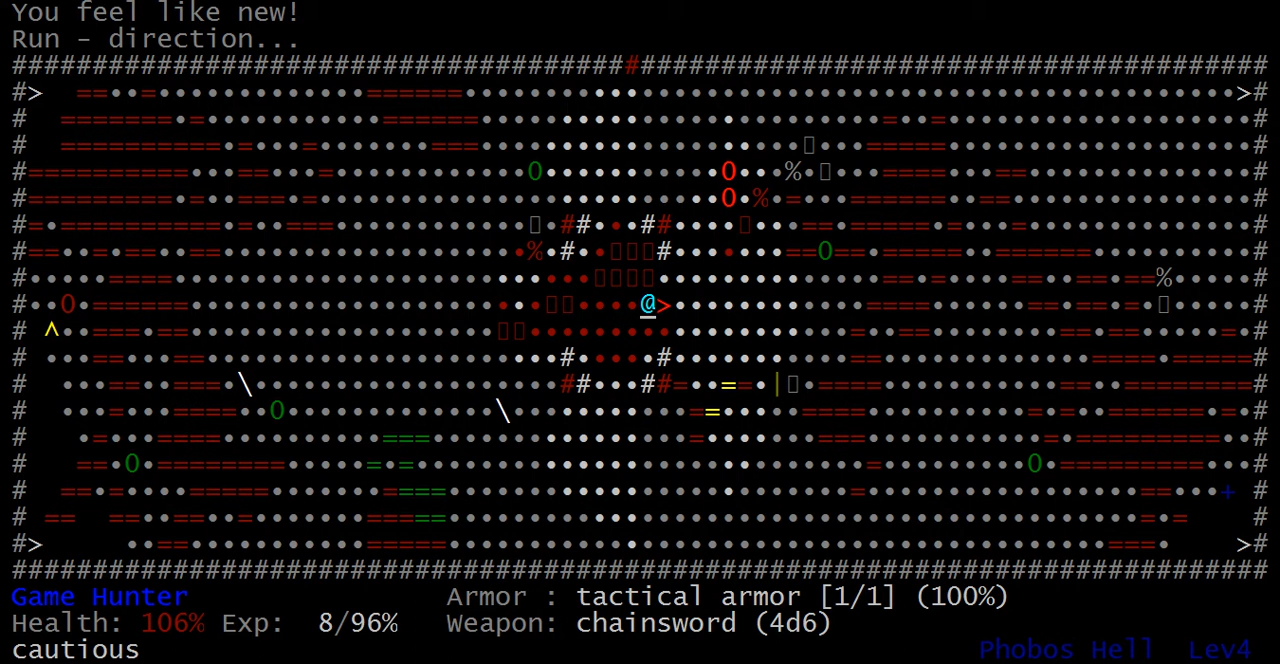 You feel like new!
Run - direction...
Game Hunter
Armor : tactical armor [1/1] (100%)
Health: 106% Exp: 8/96% Weapon: chainsword (4d6)
cautious
Phobos Hell Lev4